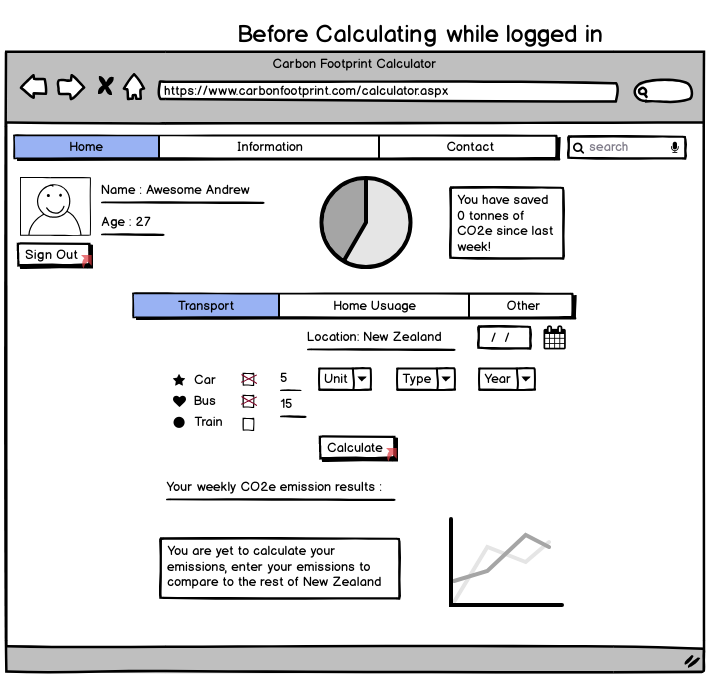 Before Calculating while logged in
Carbon Footprint Calculator
https://www.carbonfootprint.com/calculator.aspx
Home
Information
Contact
search
Name : Awesome Andrew
Age : 27
Sign Out
You have saved
0 tonnes of
CO2e since last
week!
Transport
Home Usuage
Other
Location: New Zealand
/ /
Car
5
Unit
Type
Year
Bus
15
Train
Calculate
Your weekly CO2e emission results :
You are yet to calculate your
emissions, enter your emissions to
compare to the rest of New Zealand